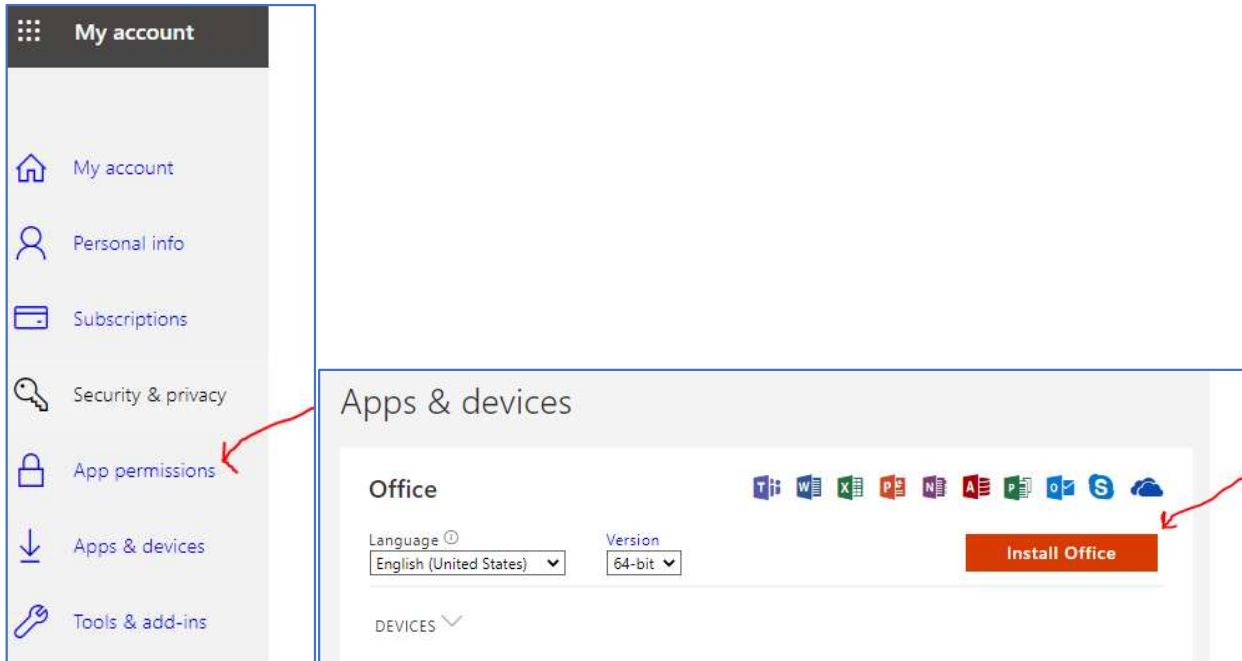 My account
My account
Personal info
Subscriptions
Security & privacy
App permissions
Apps & devices
Tools & add-ins
Apps & devices
Office
Language
Version
English (United States)
64-bit
Install Office
DEVICES